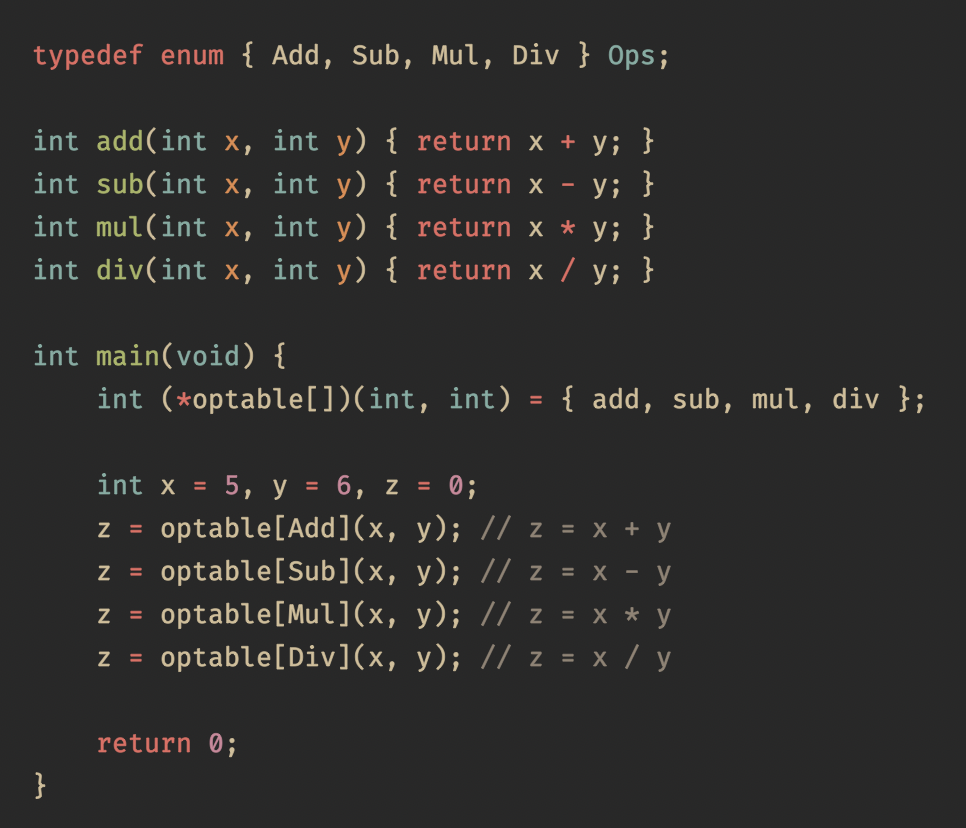 typedef enum { Add, Sub, Mul, Div } Ops;

int add(int x, int y) { return x + y; }
int sub(int x, int y) { return x - y; }
int mul(int x, int y) { return x * y; }
int div(int x, int y) { return x / y; }

int main(void) {
    int (*optable[])(int, int) = { add, sub, mul, div };

    int x = 5, y = 6, z = 0;
    z = optable[Add](x, y); // z = x + y
    z = optable[Sub](x, y); // z = x - y
    z = optable[Mul](x, y); // z = x * y
    z = optable[Div](x, y); // z = x / y

    return 0;
}